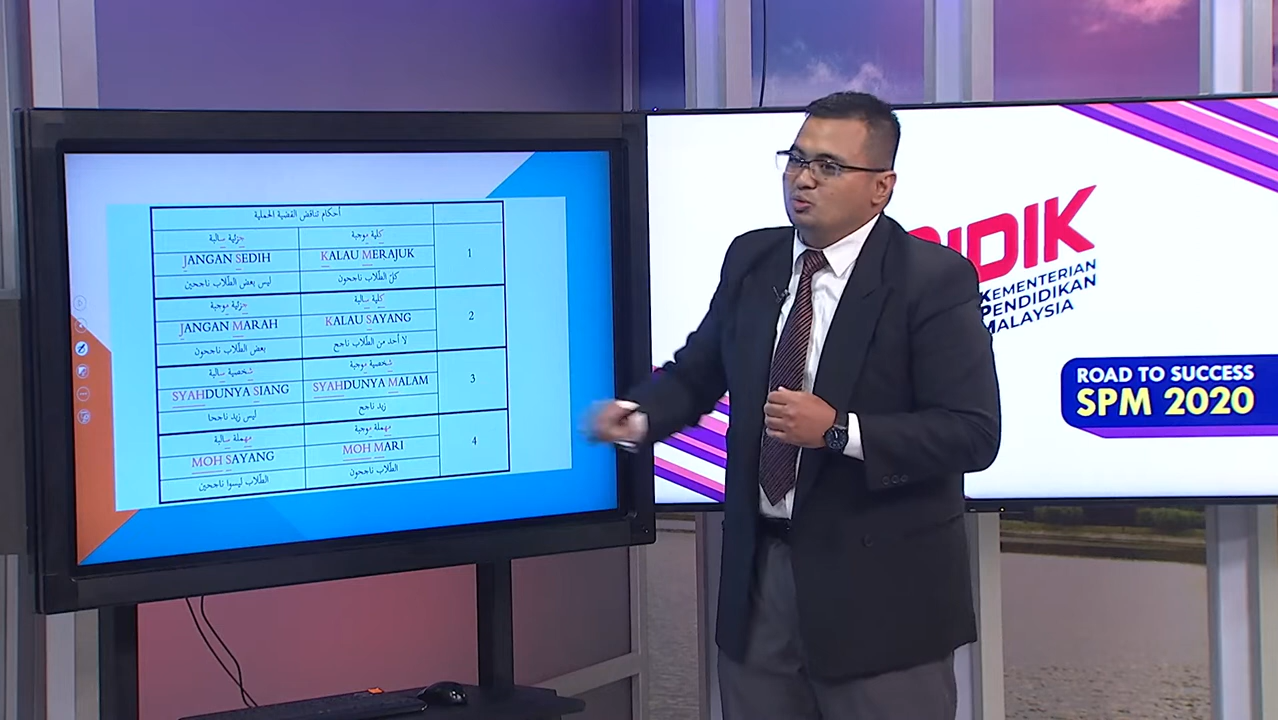 أحكام تناقض القضية الحملية
1
كلية موجبة
جزئية سالبة
KALAU MERAJUK
JANGAN SEDIH
كل الطلاب ناجحون
ليس بعض الطلاب ناجحين
2
كلية سالبة
جزئية موجبة
KALAU SAYANG
JANGAN MARAH
لا أحد من الطلاب ناجح
بعض الطلاب ناجحون
3
شخصية موجبة
شخصية سالبة
SYAHDUNYA MALAM
SYAHDUNYA SIANG
زيد ناجح
ليس زيد ناجحا
4
مهملة موجبة
مهملة سالبة
MOH MARI
MOH SAYANG
الطلاب ناجحون
الطلاب ليسوا ناجحين
DIDIK
KEMENTERIAN
PENDIDIKAN
MALAYSIA
ROAD TO SUCCESS
SPM 2020